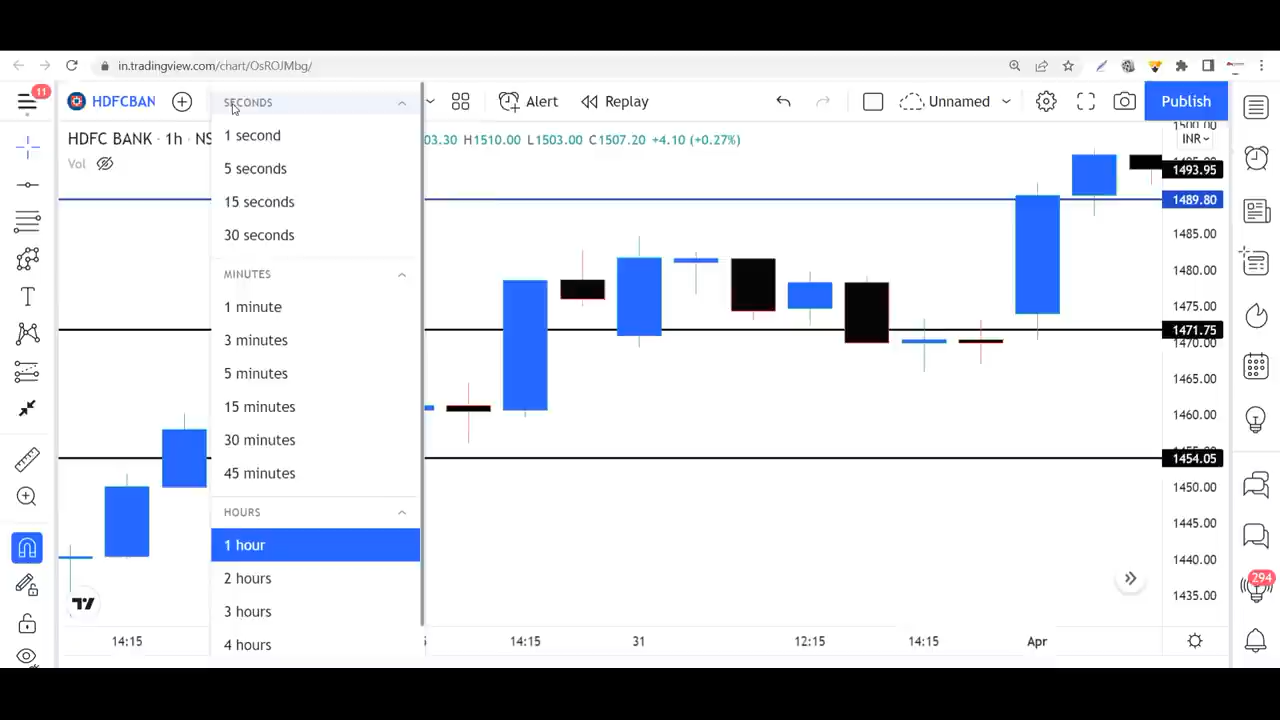 in.tradingview.com/chart/OsROJMbg/
11
HDFCBAN
Alert
Replay
Unnamed
Publish
HDFC BANK · 1h · NS
03.30 H1510.00 L1503.00 C1507.20 +4.10 (+0.27%)
Vol
SECONDS
1 second
5 seconds
15 seconds
30 seconds
MINUTES
1 minute
3 minutes
5 minutes
15 minutes
30 minutes
45 minutes
HOURS
1 hour
2 hours
3 hours
4 hours
1500.00
INR
1493.95
1489.80
1485.00
1480.00
1475.00
1471.75
1470.00
1465.00
1460.00
1454.05
1450.00
1445.00
1440.00
1435.00
294
14:15
14:15
31
12:15
14:15
Apr